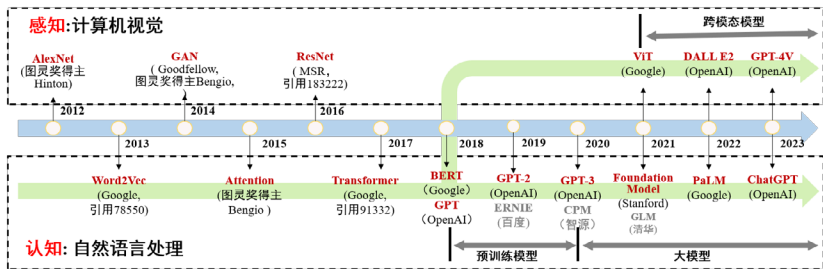 感知:计算机视觉
跨模态模型
AlexNet
(图灵奖得主
Hinton)
GAN
( Goodfellow,
图灵奖得主Bengio,
)
ResNet
( MSR,
引用183222)
ViT
(Google)
DALL E2
(OpenAI)
GPT-4V
(OpenAI)
2012
2014
2016
2018
2019
2020
2021
2022
2023
2013
2015
2017
Word2Vec
(Google,
引用78550)
Attention
(图灵奖得主
Bengio )
Transformer
(Google,
引用91332)
BERT
（Google)
GPT
（OpenAI)
GPT-2
(OpenAI)
ERNIE
(百度)
GPT-3
(OpenAI)
CPM
（智源）
Foundation
Model
(Stanford)
GLM
(清华)
PaLM
(Google)
ChatGPT
(OpenAI)
认知: 自然语言处理
预训练模型
大模型